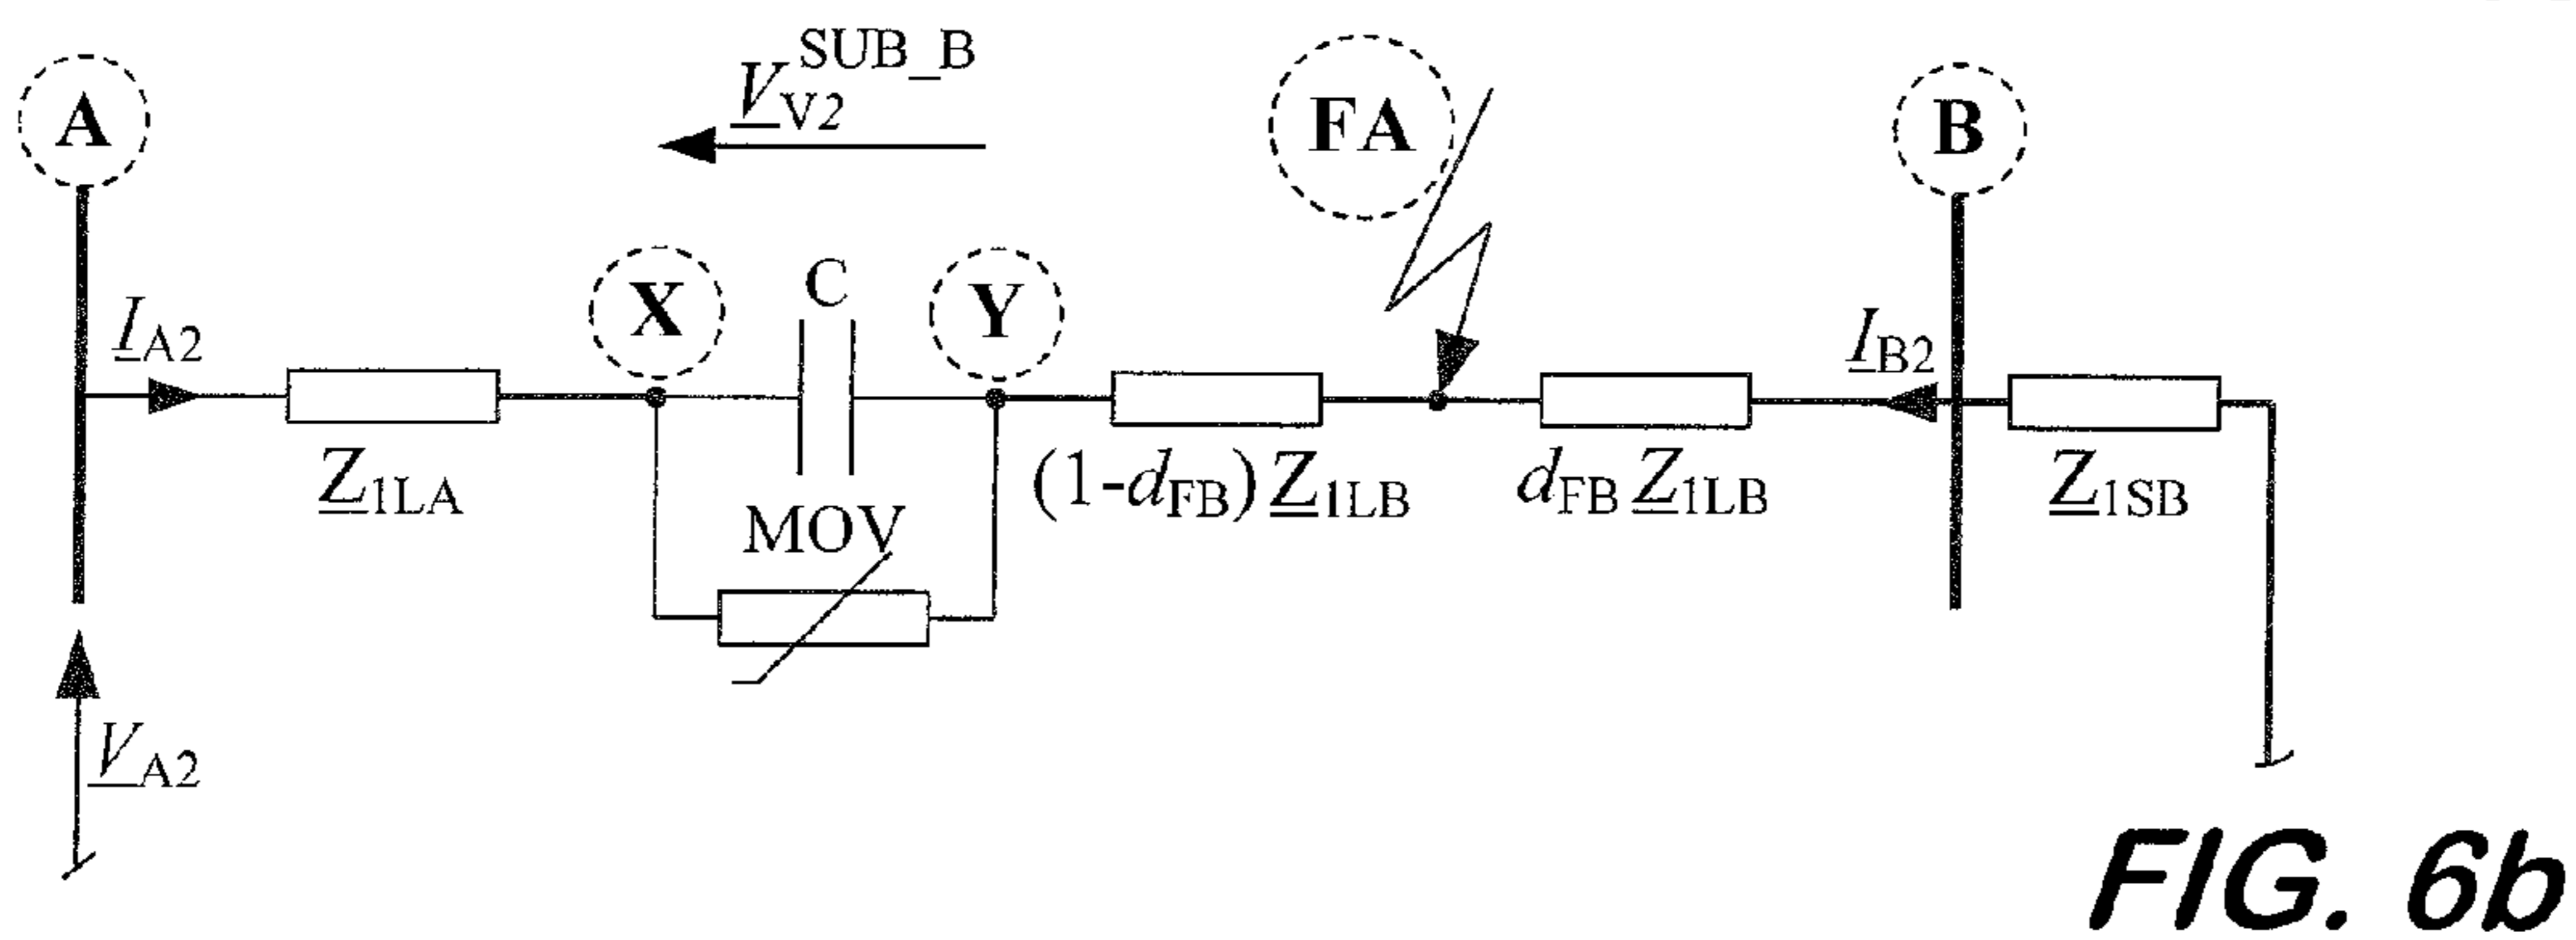 A
V_V2^SUB_B
FA
B
I_A2
X
C
Y
I_B2
Z_1LA
MOV
(1-d_FB) Z_1LB
d_FB Z_1LB
Z_1SB
V_A2
FIG. 6b